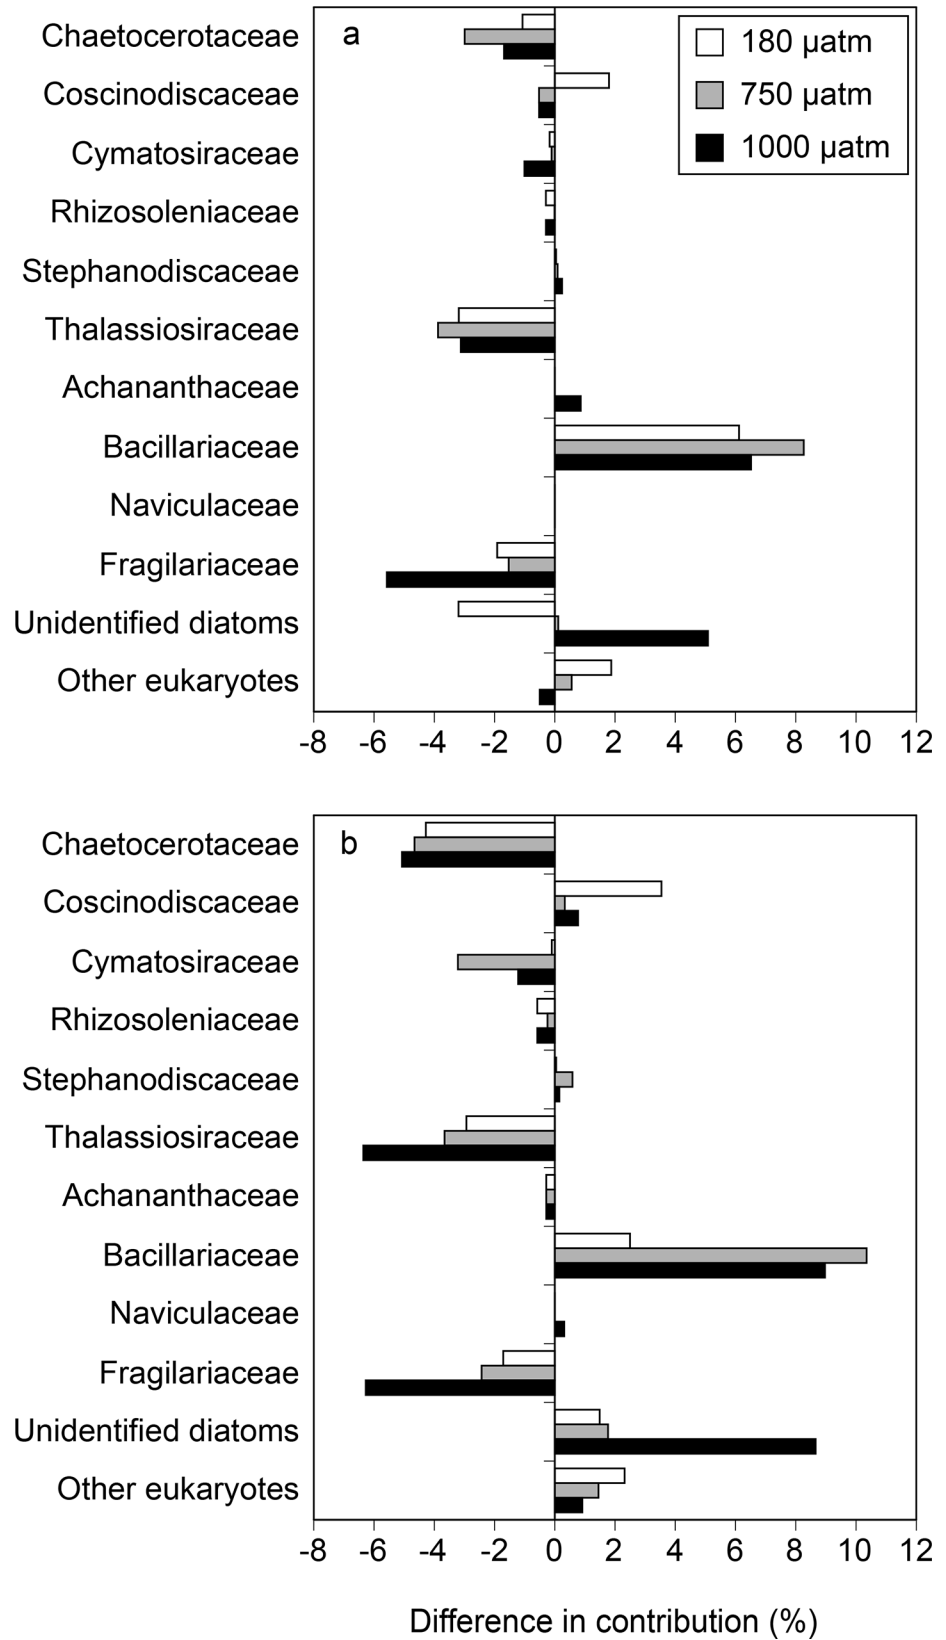 a
180 µatm
750 µatm
1000 µatm
Chaetocerotaceae
Coscinodiscaceae
Cymatosiraceae
Rhizosoleniaceae
Stephanodiscaceae
Thalassiosiraceae
Achananthaceae
Bacillariaceae
Naviculaceae
Fragilariaceae
Unidentified diatoms
Other eukaryotes
-8 -6 -4 -2 0 2 4 6 8 10 12
b
Chaetocerotaceae
Coscinodiscaceae
Cymatosiraceae
Rhizosoleniaceae
Stephanodiscaceae
Thalassiosiraceae
Achananthaceae
Bacillariaceae
Naviculaceae
Fragilariaceae
Unidentified diatoms
Other eukaryotes
-8 -6 -4 -2 0 2 4 6 8 10 12
Difference in contribution (%)